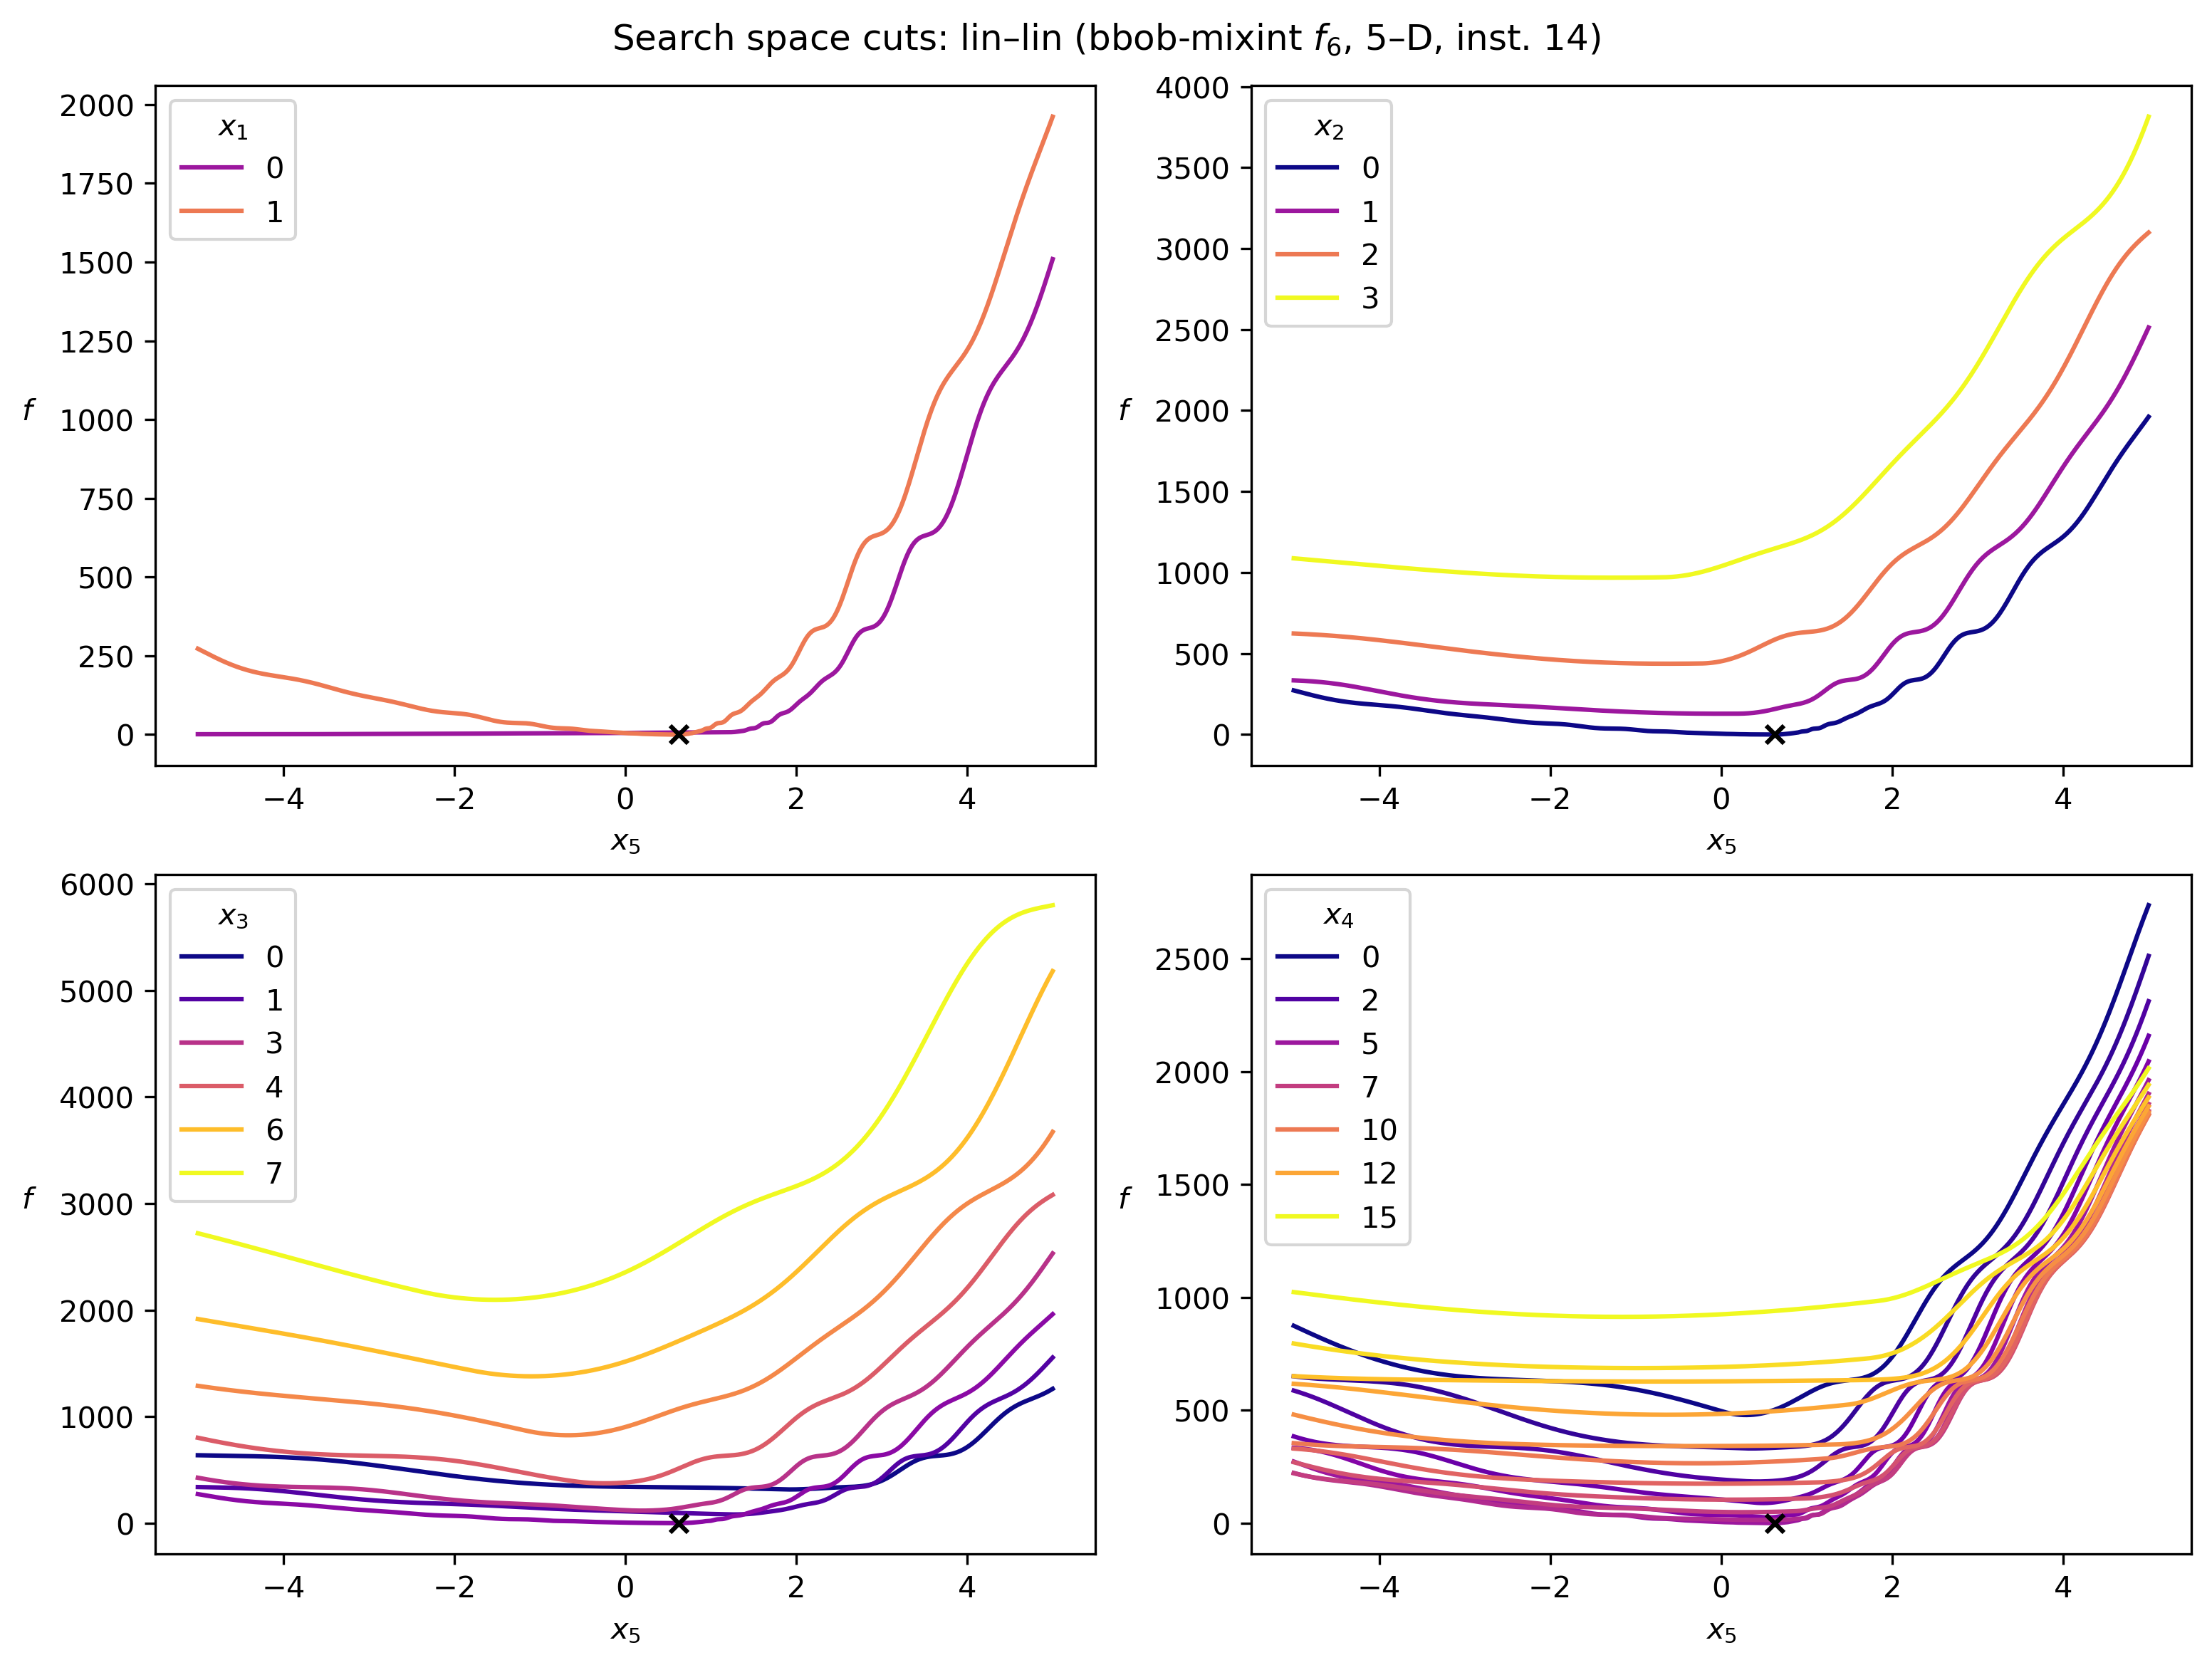 Search space cuts: lin–lin (bbob-mixint f6, 5–D, inst. 14)
x1
0
1
2000
1750
1500
1250
1000
750
500
250
0
f
−4 −2 0 2 4
x5
x2
0
1
2
3
4000
3500
3000
2500
2000
1500
1000
500
0
f
−4 −2 0 2 4
x5
x3
0
1
3
4
6
7
6000
5000
4000
3000
2000
1000
0
f
−4 −2 0 2 4
x5
x4
0
2
5
7
10
12
15
2500
2000
1500
1000
500
0
f
−4 −2 0 2 4
x5